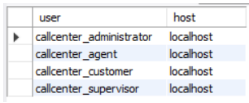 user host
callcenter_administrator localhost
callcenter_agent localhost
callcenter_customer localhost
callcenter_supervisor localhost